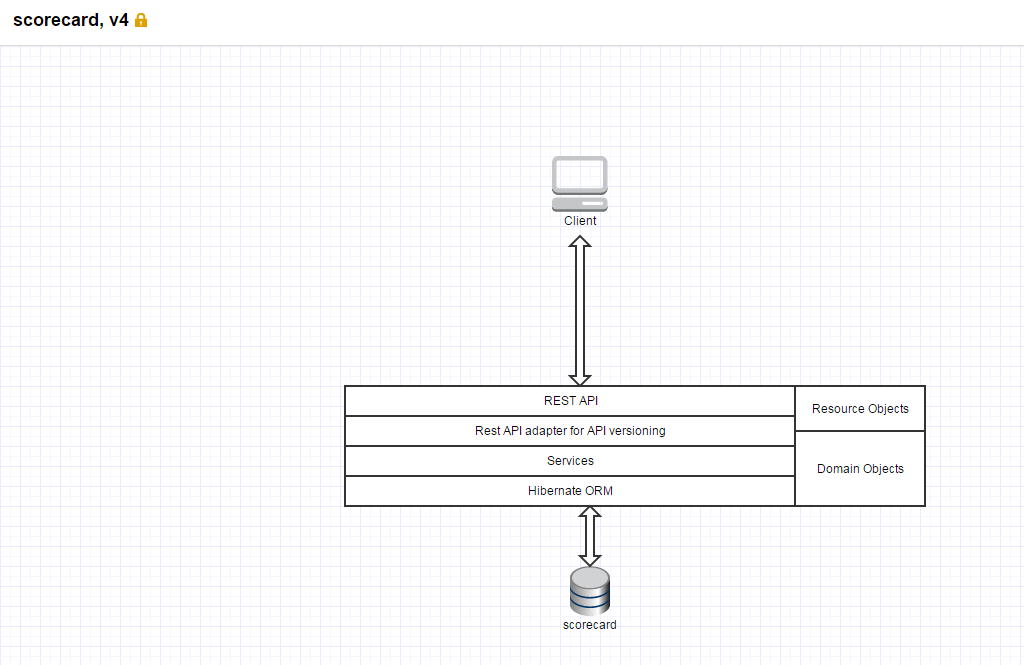 scorecard, v4
Client
REST API
Resource Objects
Rest API adapter for API versioning
Services
Domain Objects
Hibernate ORM
scorecard